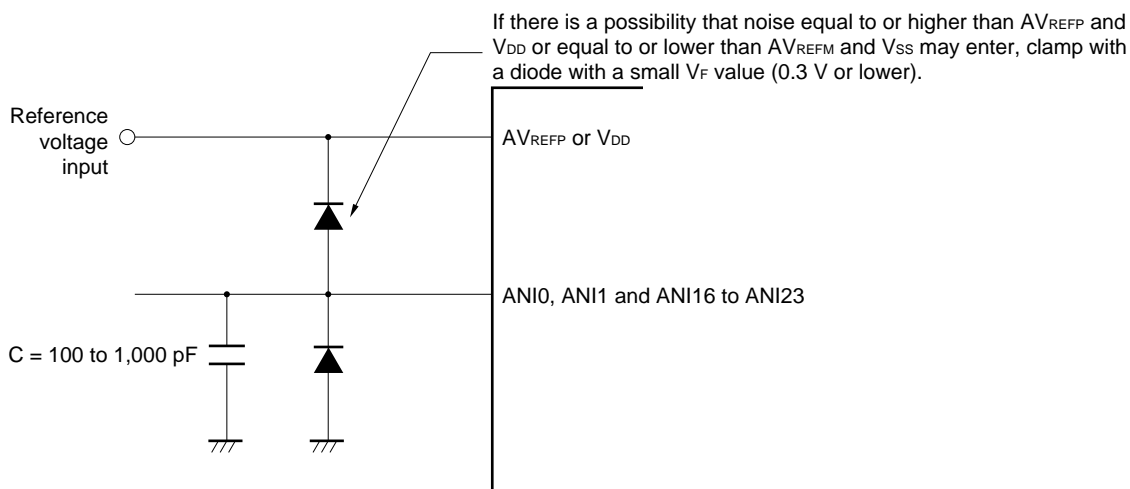 If there is a possibility that noise equal to or higher than AVREFP and
VDD or equal to or lower than AVREFM and VSS may enter, clamp with
a diode with a small VF value (0.3 V or lower).
Reference
voltage
input
AVREFP or VDD
ANI0, ANI1 and ANI16 to ANI23
C = 100 to 1,000 pF